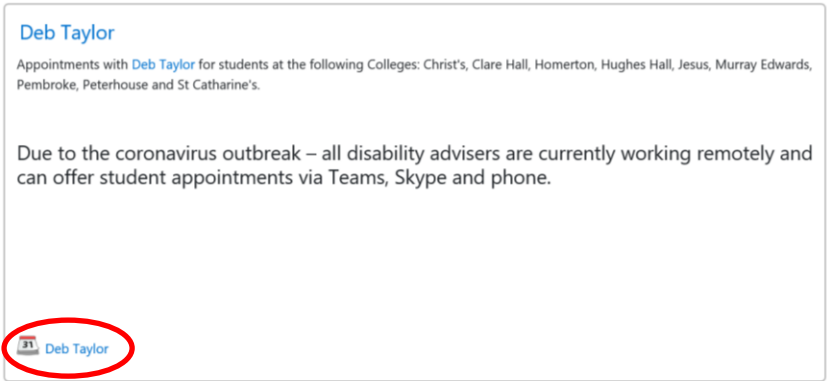 Deb Taylor
Appointments with Deb Taylor for students at the following Colleges: Christ's, Clare Hall, Homerton, Hughes Hall, Jesus, Murray Edwards,
Pembroke, Peterhouse and St Catharine's.
Due to the coronavirus outbreak – all disability advisers are currently working remotely and
can offer student appointments via Teams, Skype and phone.
31 Deb Taylor